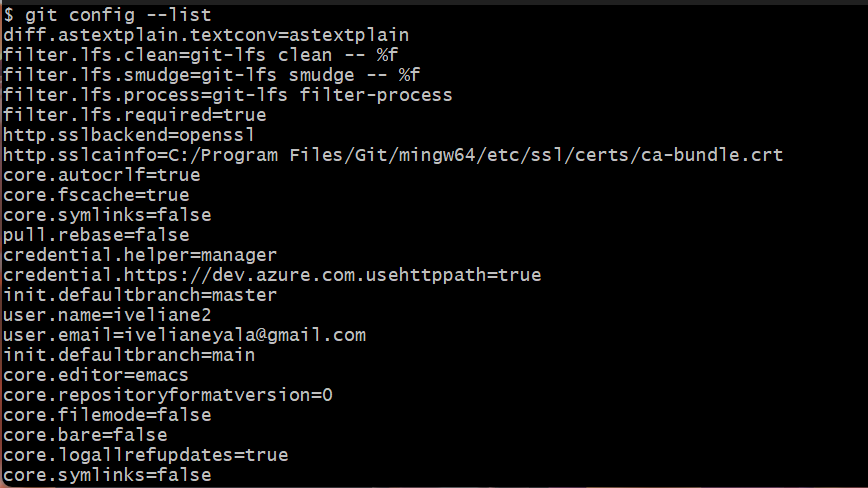 $ git config --list
diff.astextplain.textconv=astextplain
filter.lfs.clean=git-lfs clean -- %f
filter.lfs.smudge=git-lfs smudge -- %f
filter.lfs.process=git-lfs filter-process
filter.lfs.required=true
http.sslbackend=openssl
http.sslcainfo=C:/Program Files/Git/mingw64/etc/ssl/certs/ca-bundle.crt
core.autocrlf=true
core.fscache=true
core.symlinks=false
pull.rebase=false
credential.helper=manager
credential.https://dev.azure.com.usehttppath=true
init.defaultbranch=master
user.name=iveliane2
user.email=ivelianeyala@gmail.com
init.defaultbranch=main
core.editor=emacs
core.repositoryformatversion=0
core.filemode=false
core.bare=false
core.logallrefupdates=true
core.symlinks=false